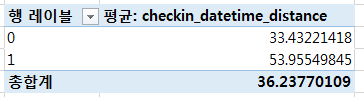 행 레이블 평균: checkin_datetime_distance
0 33.43221418
1 53.95549845
총합계 36.23770109